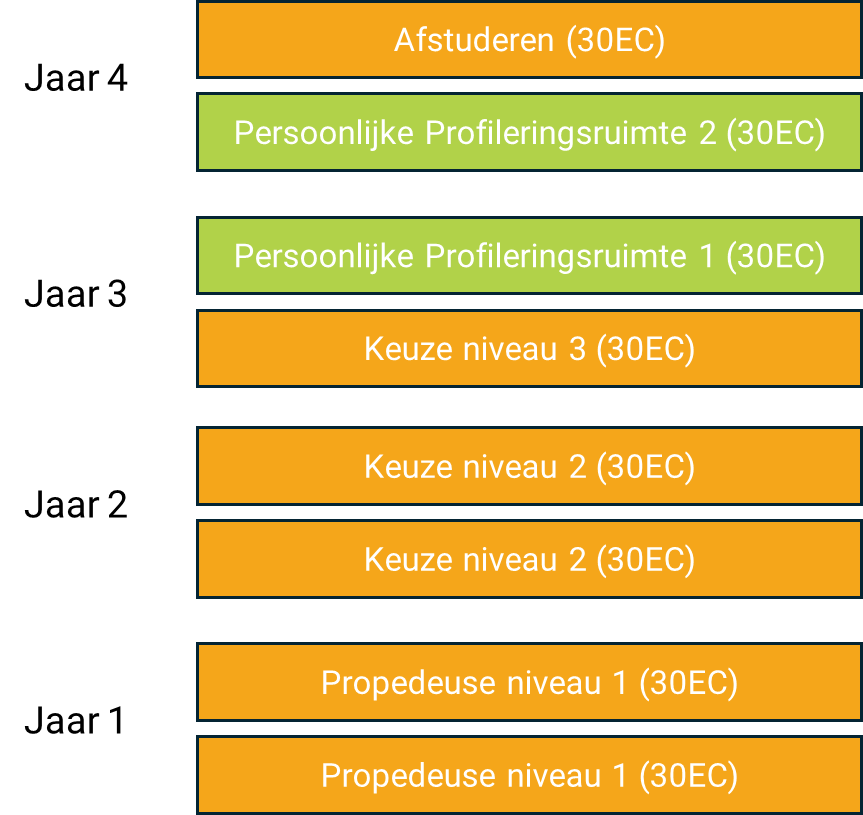 Jaar 4
Afstuderen (30EC)
Persoonlijke Profileringsruimte 2 (30EC)
Jaar 3
Persoonlijke Profileringsruimte 1 (30EC)
Keuze niveau 3 (30EC)
Jaar 2
Keuze niveau 2 (30EC)
Keuze niveau 2 (30EC)
Jaar 1
Propedeuse niveau 1 (30EC)
Propedeuse niveau 1 (30EC)